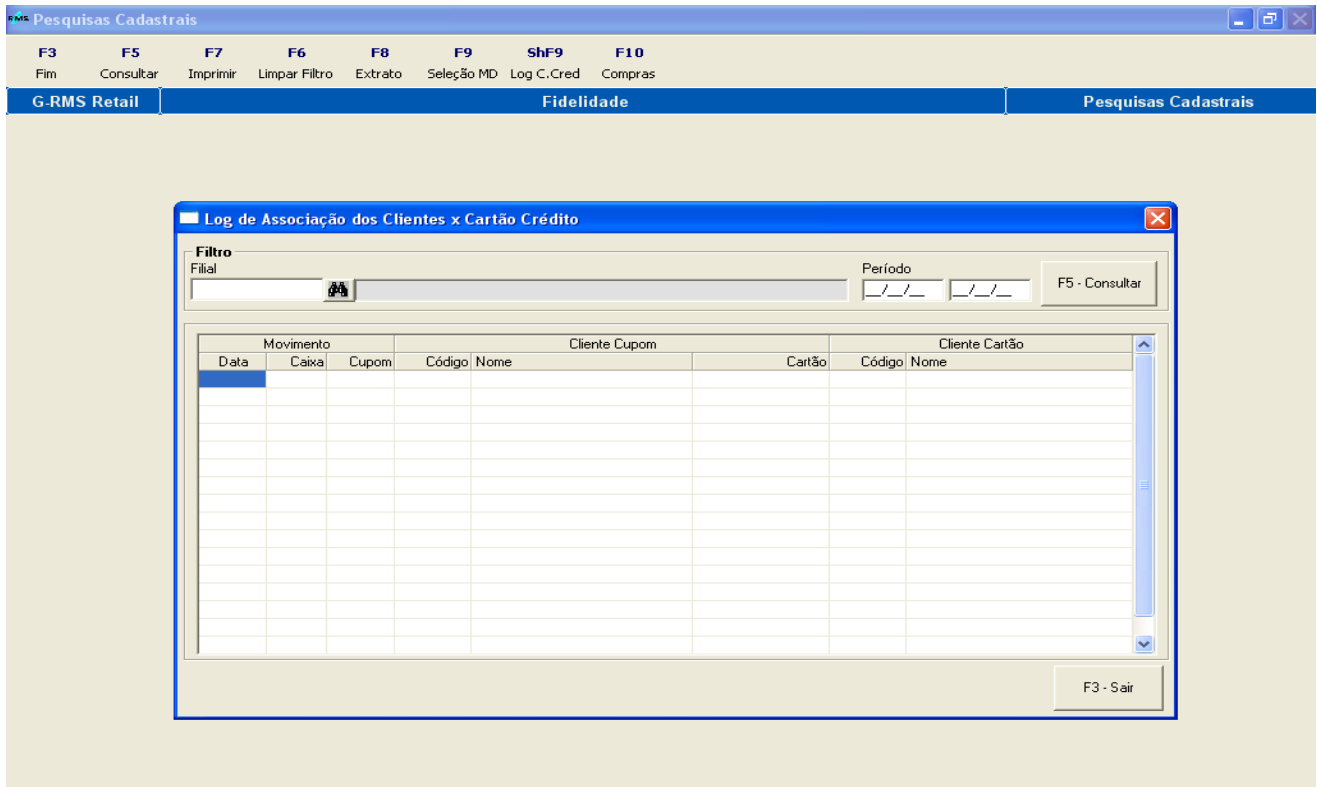 RMS Pesquisas Cadastrais
F3 F5 F7 F6 F8 F9 ShF9 F10
Fim Consultar Imprimir Limpar Filtro Extrato Seleção MD Log C.Cred Compras
G-RMS Retail Fidelidade Pesquisas Cadastrais
Log de Associação dos Clientes x Cartão Crédito
Filtro
Filial Período
__/__/__ __/__/__ F5 - Consultar
Movimento Cliente Cupom Cliente Cartão
Data Caixa Cupom Código Nome Cartão Código Nome
F3 - Sair